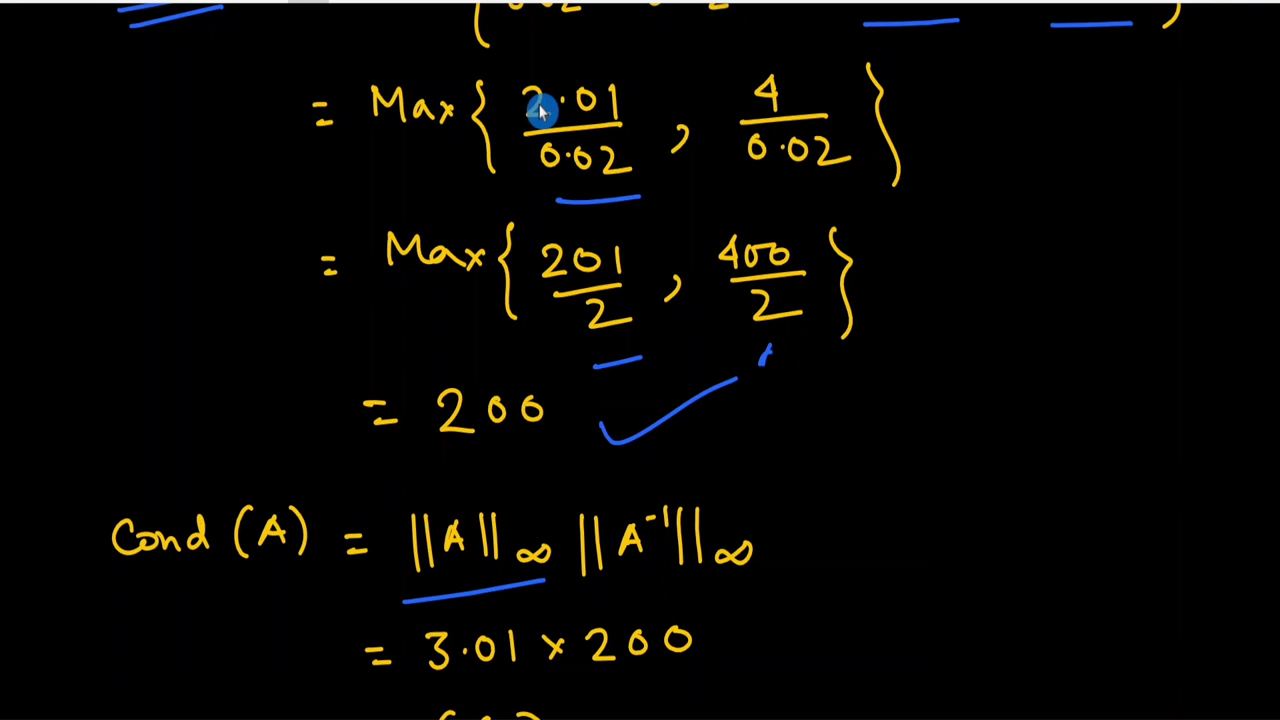 = Max { 2.01/0.02 , 4/0.02 }
= Max { 201/2 , 400/2 }
= 200
Cond (A) = ||A||∞ ||A⁻¹||∞
= 3.01 × 200